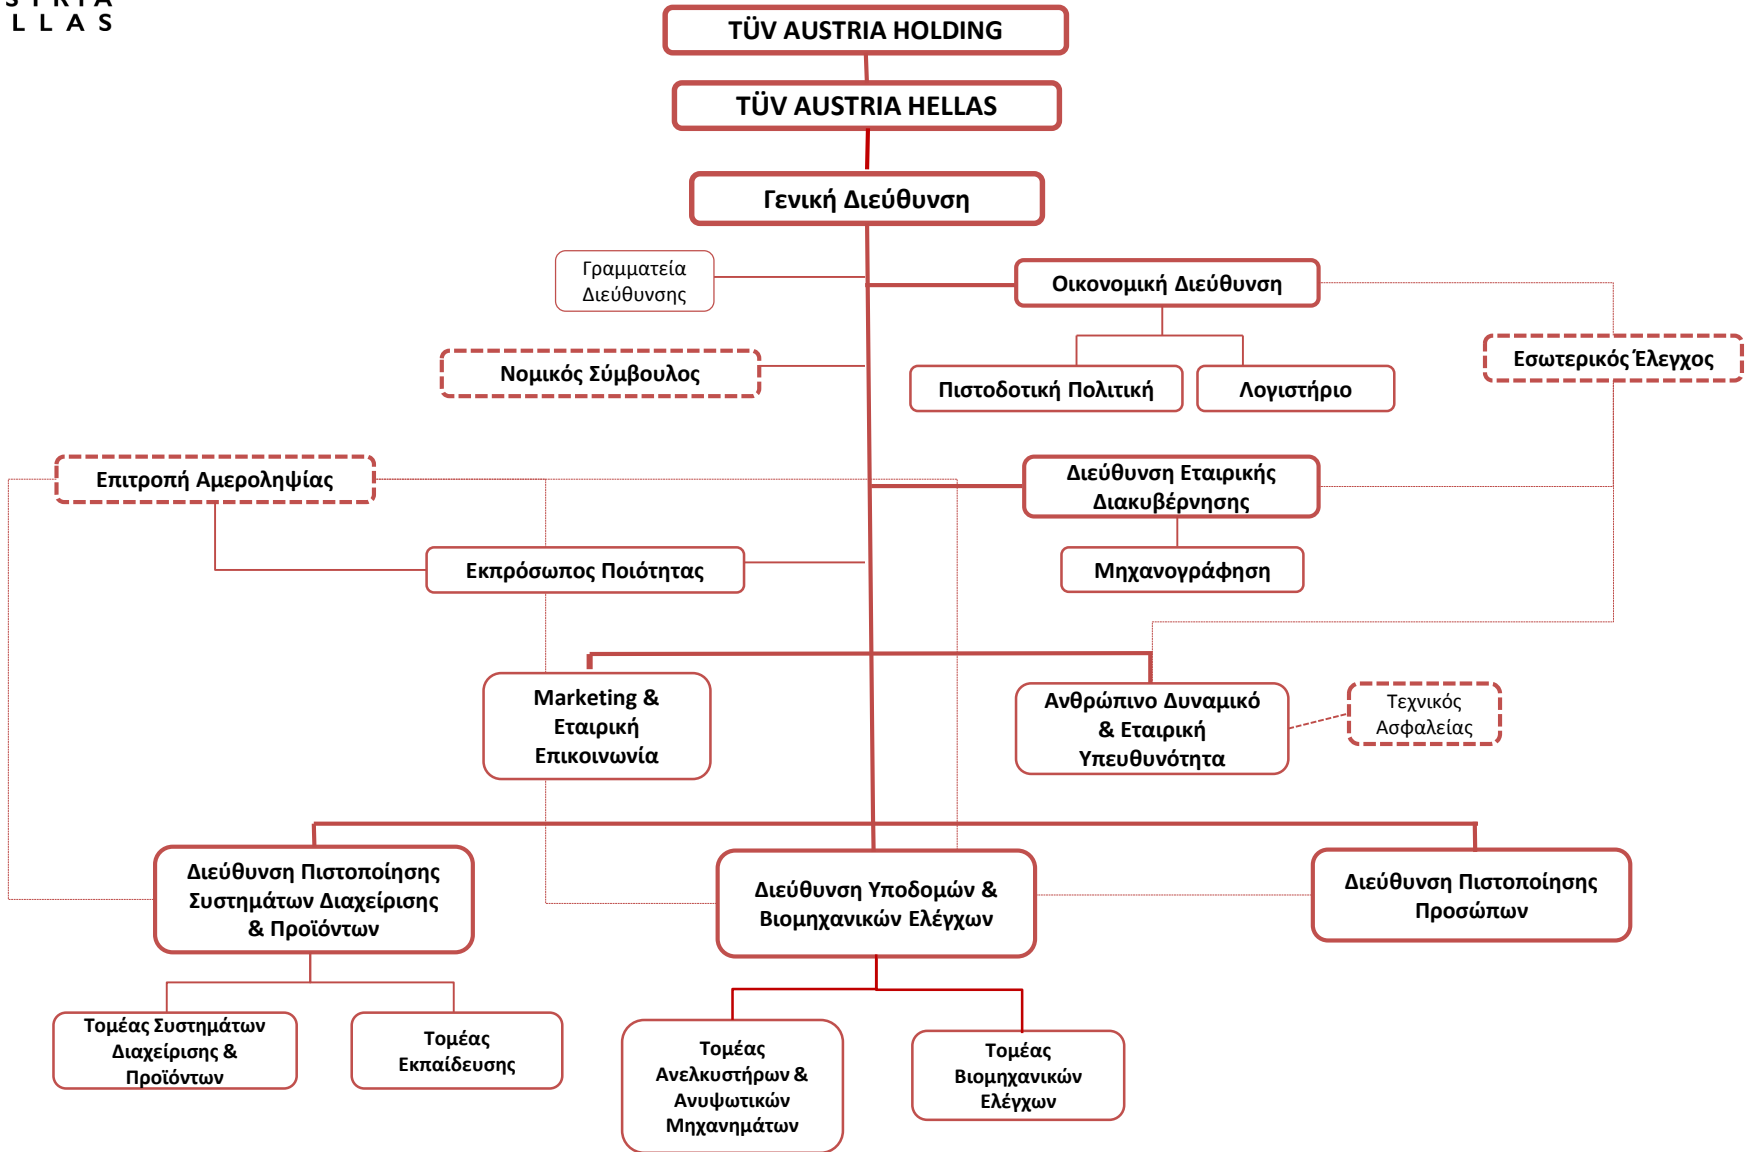 L L A S
TÜV AUSTRIA HOLDING
TÜV AUSTRIA HELLAS
Γενική Διεύθυνση
Γραμματεία
Διεύθυνσης
Οικονομική Διεύθυνση
Νομικός Σύμβουλος
Πιστοδοτική Πολιτική
Λογιστήριο
Εσωτερικός Έλεγχος
Επιτροπή Αμεροληψίας
Διεύθυνση Εταιρικής
Διακυβέρνησης
Εκπρόσωπος Ποιότητας
Μηχανογράφηση
Marketing &
Εταιρική
Επικοινωνία
Ανθρώπινο Δυναμικό
& Εταιρική
Υπευθυνότητα
Τεχνικός
Ασφαλείας
Διεύθυνση Πιστοποίησης
Συστημάτων Διαχείρισης
& Προϊόντων
Διεύθυνση Υποδομών &
Βιομηχανικών Ελέγχων
Διεύθυνση Πιστοποίησης
Προσώπων
Τομέας Συστημάτων
Διαχείρισης &
Προϊόντων
Τομέας
Εκπαίδευσης
Τομέας
Ανελκυστήρων &
Ανυψωτικών
Μηχανημάτων
Τομέας
Βιομηχανικών
Ελέγχων